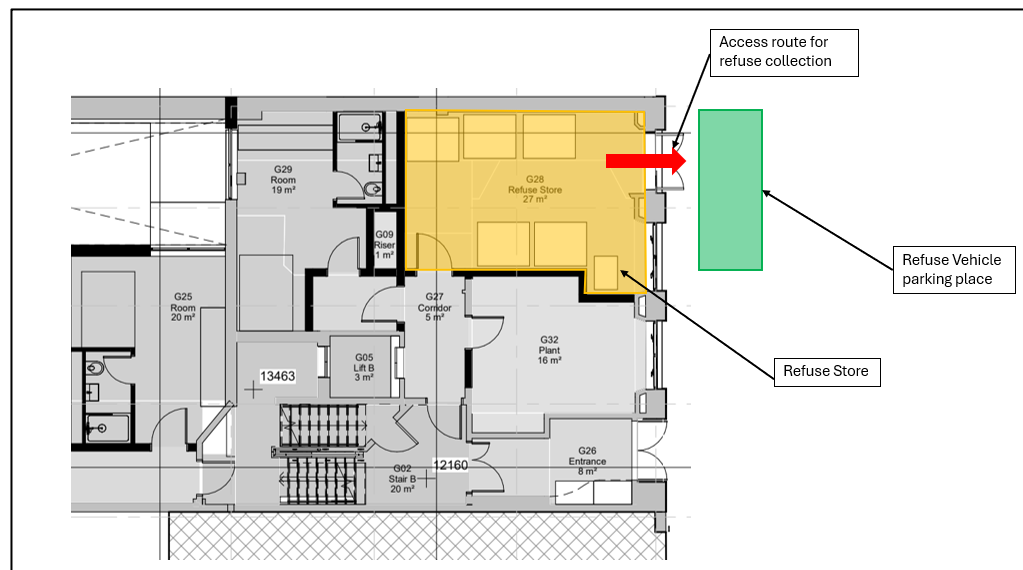 Access route for
refuse collection
G29
Room
19 m²
G28
Refuse Store
27 m²
G09
Riser
1 m²
Refuse Vehicle
parking place
G25
Room
20 m²
G27
Corridor
5 m²
G32
Plant
16 m²
G05
Lift B
3 m²
Refuse Store
13463
12160
G02
Stair B
20 m²
G26
Entrance
8 m²